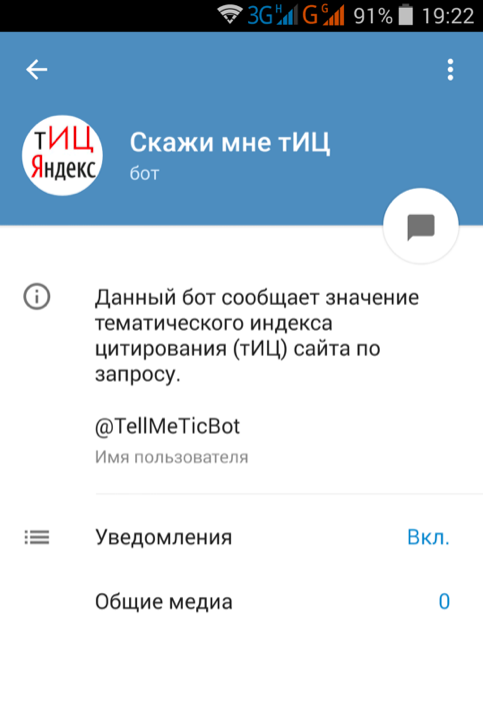 3G H G G 91% 19:22
тИЦ
Яндекс
Скажи мне тИЦ
бот
Данный бот сообщает значение
тематического индекса
цитирования (тИЦ) сайта по
запросу.
@TellMeTicBot
Имя пользователя
Уведомления Вкл.
Общие медиа 0